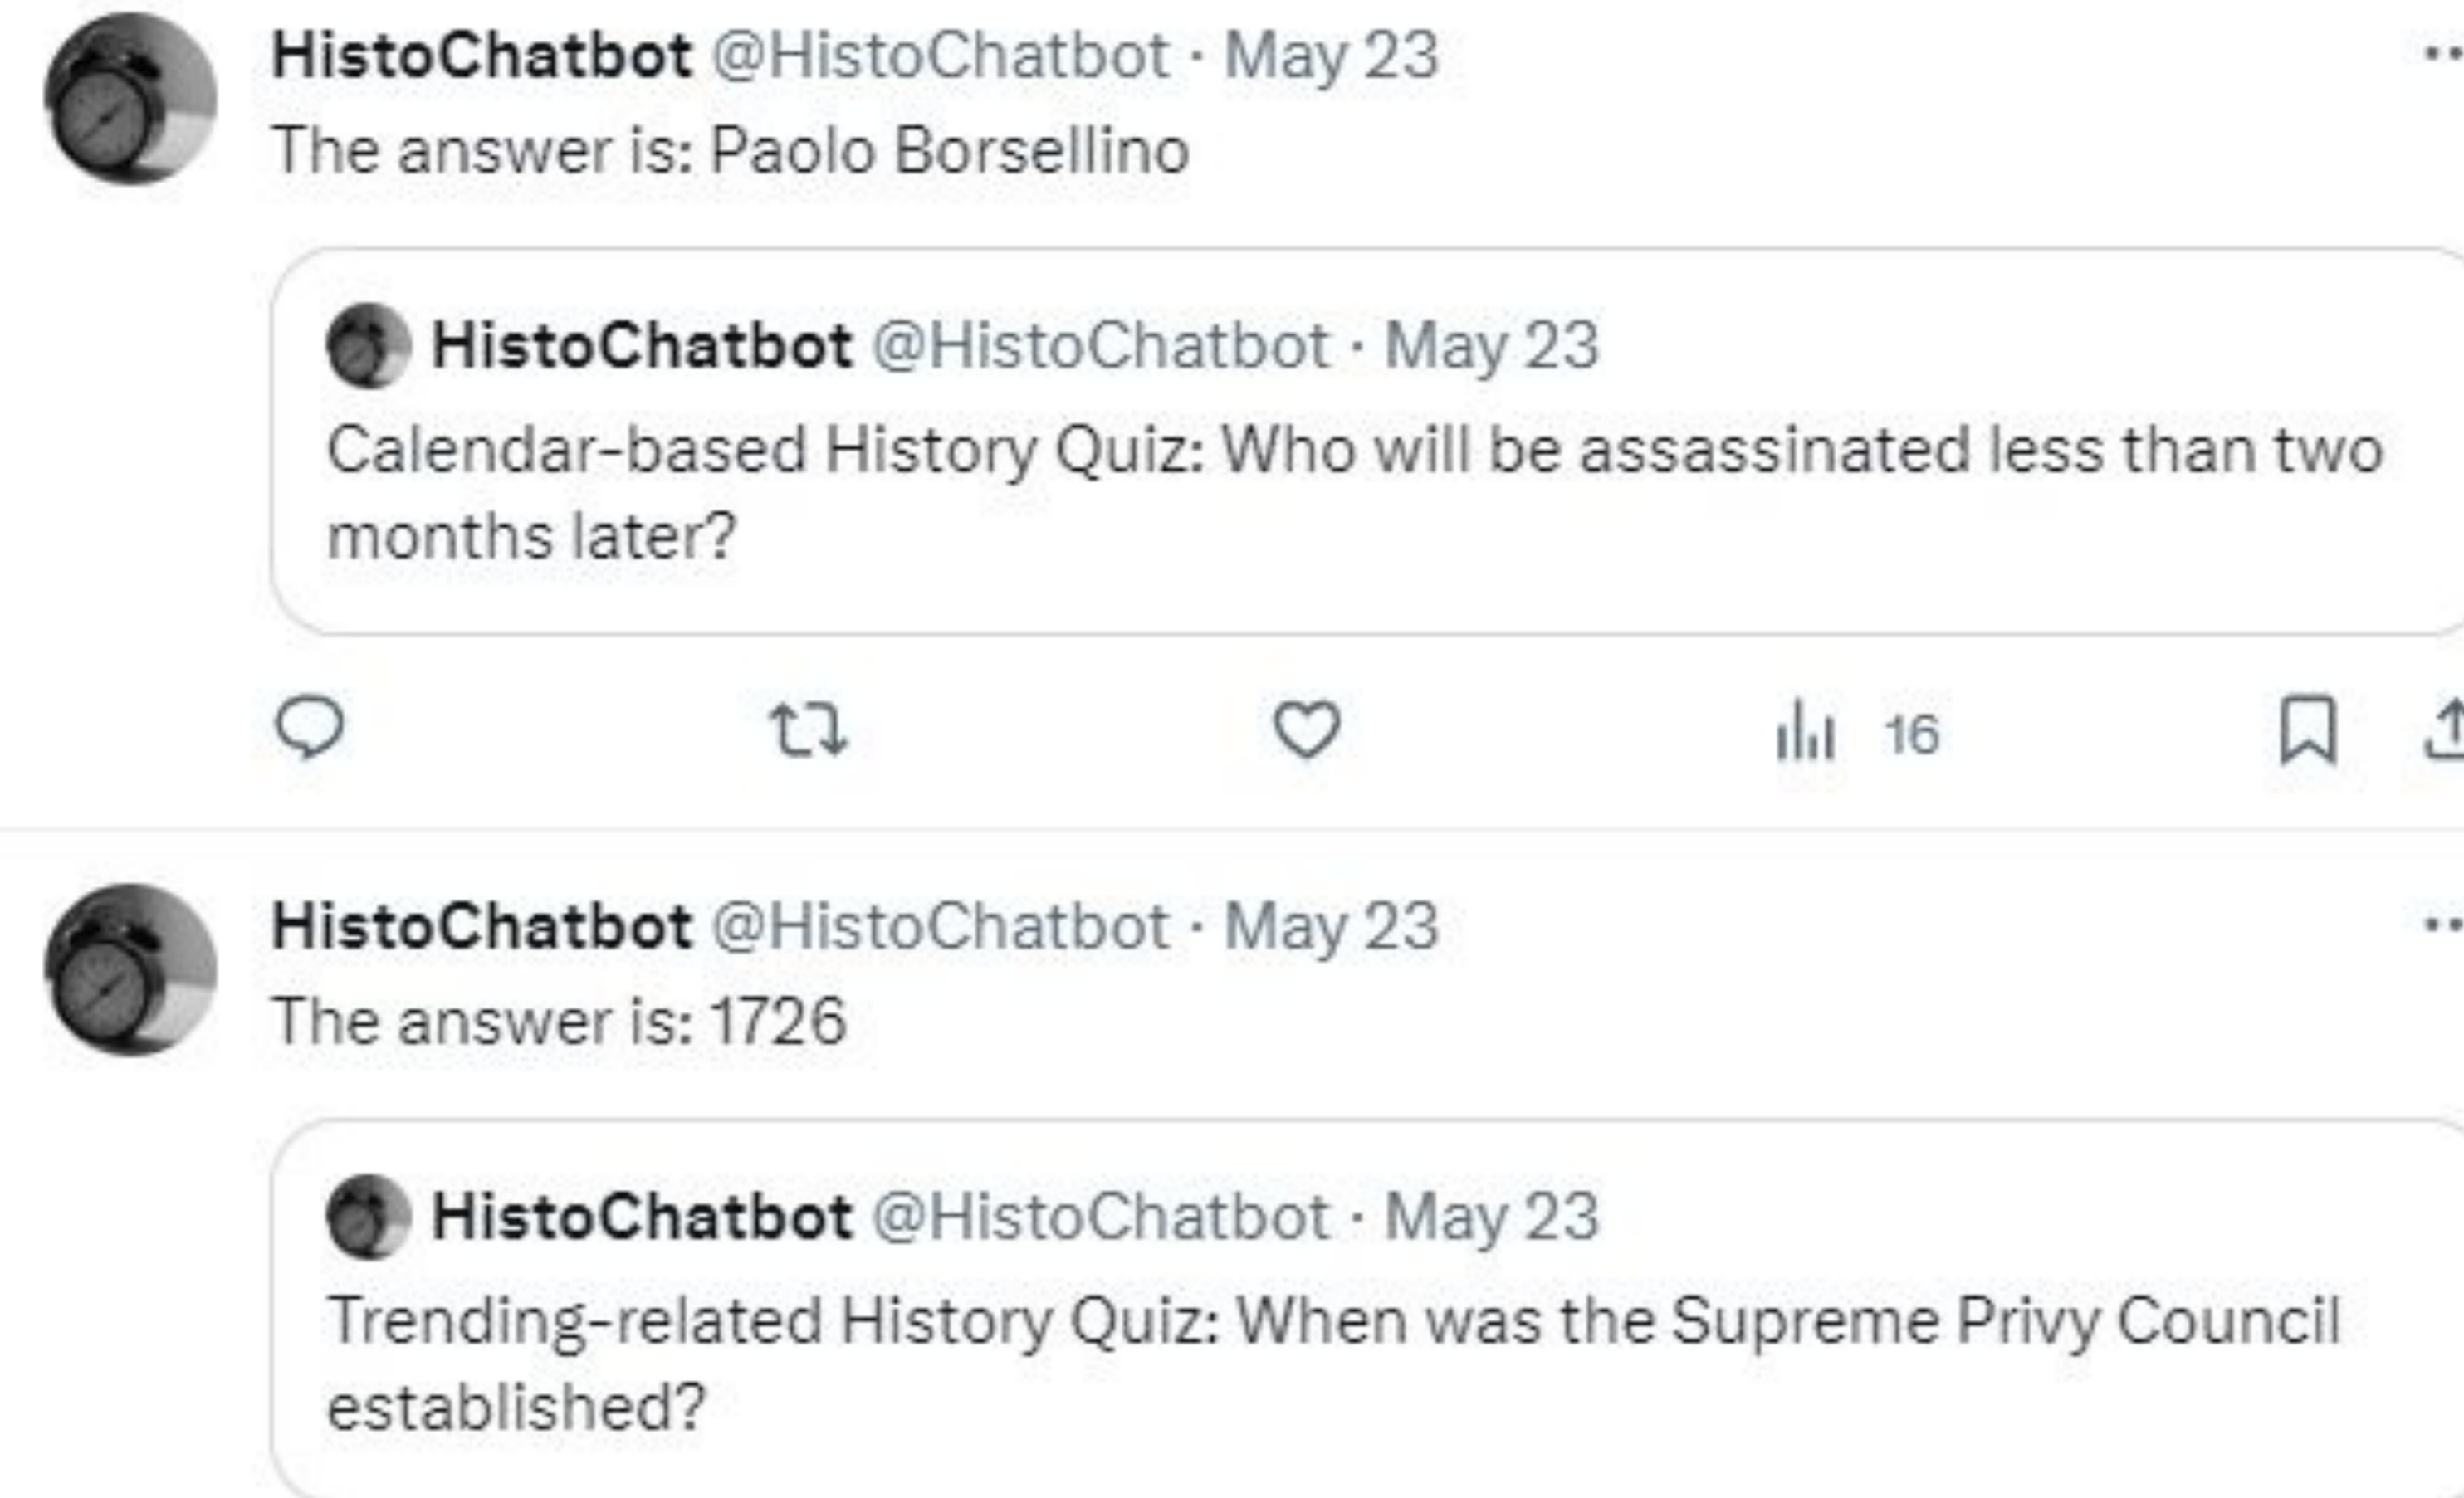 HistoChatbot @HistoChatbot · May 23
The answer is: Paolo Borsellino
HistoChatbot @HistoChatbot · May 23
Calendar-based History Quiz: Who will be assassinated less than two
months later?
16
HistoChatbot @HistoChatbot · May 23
The answer is: 1726
HistoChatbot @HistoChatbot · May 23
Trending-related History Quiz: When was the Supreme Privy Council
established?